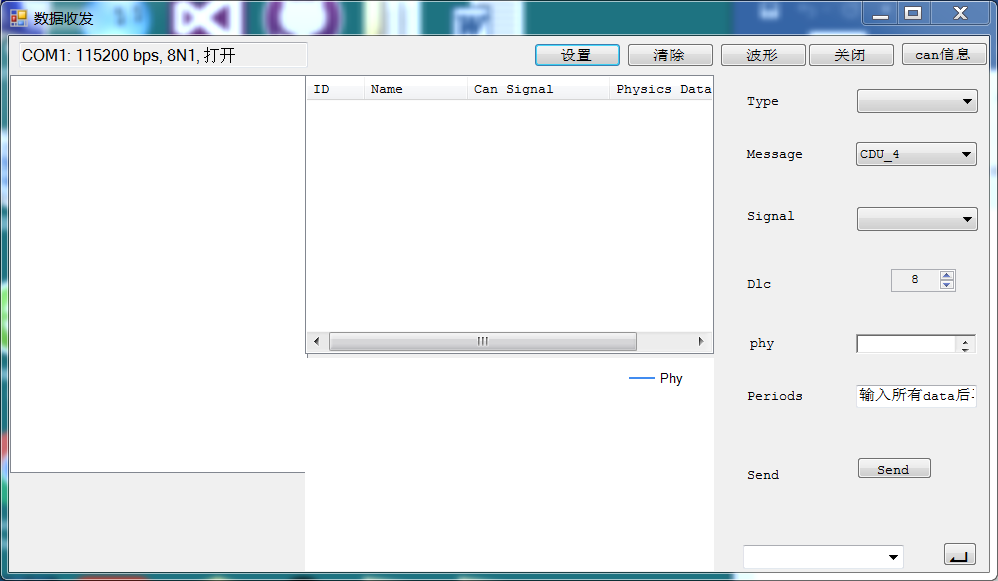 数据收发
COM1: 115200 bps, 8N1, 打开
设置 清除 波形 关闭 can信息
ID Name Can Signal Physics Data
Type
Message CDU_4
Signal
Dlc 8
phy
Phy
Periods 输入所有data后
Send Send